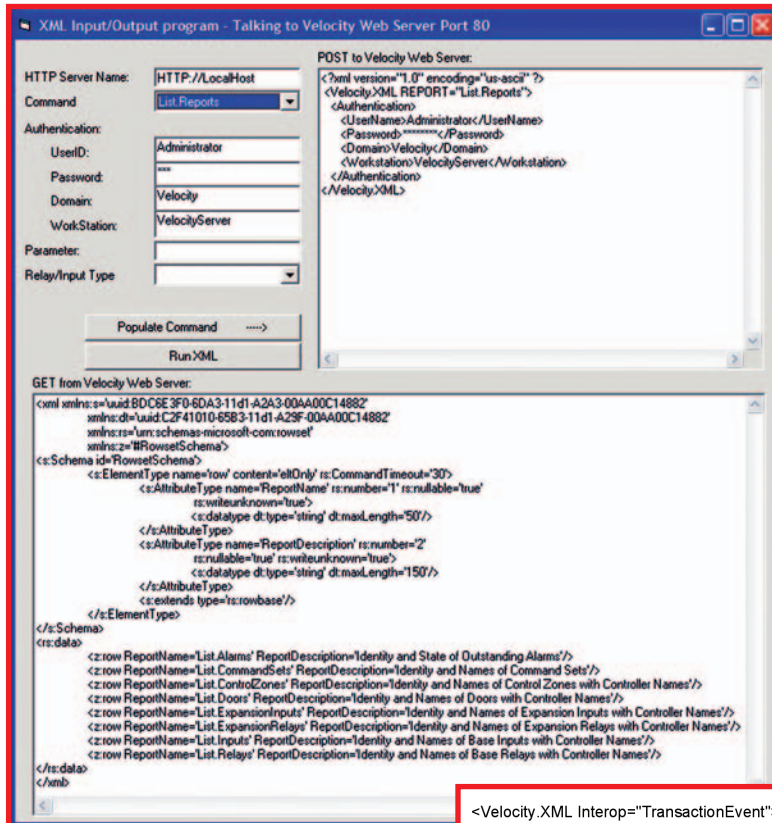 XML Input/Output program - Talking to Velocity Web Server Port 80
HTTP Server Name:
HTTP://LocalHost
Command
List.Reports
Authentication:
UserID:
Administrator
Password:
***
Domain:
Velocity
WorkStation:
VelocityServer
Parameter:
Relay/Input Type
Populate Command ----->
Run XML
POST to Velocity Web Server:
<?xml version="1.0" encoding="us-ascii" ?>
<Velocity.XML REPORT="List.Reports">
<Authentication>
<UserName>Administrator</UserName>
<Password>********</Password>
<Domain>Velocity</Domain>
<Workstation>VelocityServer</Workstation>
</Authentication>
</Velocity.XML>
GET from Velocity Web Server:
<xml xmlns:s='uuid:BDC6E3F0-6DA3-11d1-A2A3-00AA00C14882'
xmlns:dt='uuid:C2F41010-65B3-11d1-A29F-00AA00C14882'
xmlns:rs='urn:schemas-microsoft-com:rowset'
xmlns:z='#RowsetSchema'>
<s:Schema id='RowsetSchema'>
<s:ElementType name='row' content='eltOnly' rs:CommandTimeout='30'>
<s:AttributeType name='ReportName' rs:number='1' rs:nullable='true'
rs:writeunknown='true'>
<s:datatype dt:type='string' dt:maxLength='50'/>
</s:AttributeType>
<s:AttributeType name='ReportDescription' rs:number='2'
rs:nullable='true' rs:writeunknown='true'>
<s:datatype dt:type='string' dt:maxLength='150'/>
</s:AttributeType>
<s:extends type='rs:rowbase'/>
</s:ElementType>
</s:Schema>
<rs:data>
<z:row ReportName='List.Alarms' ReportDescription='Identity and State of Outstanding Alarms'/>
<z:row ReportName='List.CommandSets' ReportDescription='Identity and Names of Command Sets'/>
<z:row ReportName='List.ControlZones' ReportDescription='Identity and Names of Control Zones with Controller Names'/>
<z:row ReportName='List.Doors' ReportDescription='Identity and Names of Doors with Controller Names'/>
<z:row ReportName='List.ExpansionInputs' ReportDescription='Identity and Names of Expansion Inputs with Controller Names'/>
<z:row ReportName='List.ExpansionRelays' ReportDescription='Identity and Names of Expansion Relays with Controller Names'/>
<z:row ReportName='List.Inputs' ReportDescription='Identity and Names of Base Inputs with Controller Names'/>
<z:row ReportName='List.Relays' ReportDescription='Identity and Names of Base Relays with Controller Names'/>
</rs:data>
</xml>
<Velocity.XML Interop="TransactionEvent">